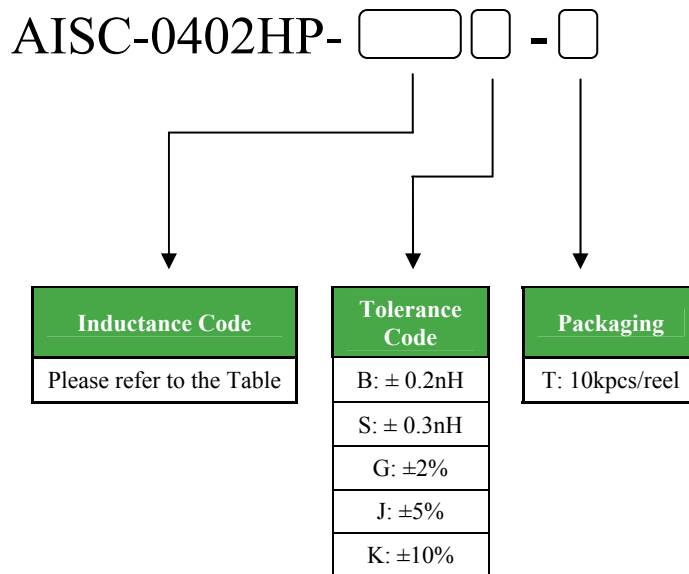 AISC-0402HP- -
Inductance Code
Please refer to the Table
Tolerance
Code
B: ± 0.2nH
S: ± 0.3nH
G: ±2%
J: ±5%
K: ±10%
Packaging
T: 10kpcs/reel